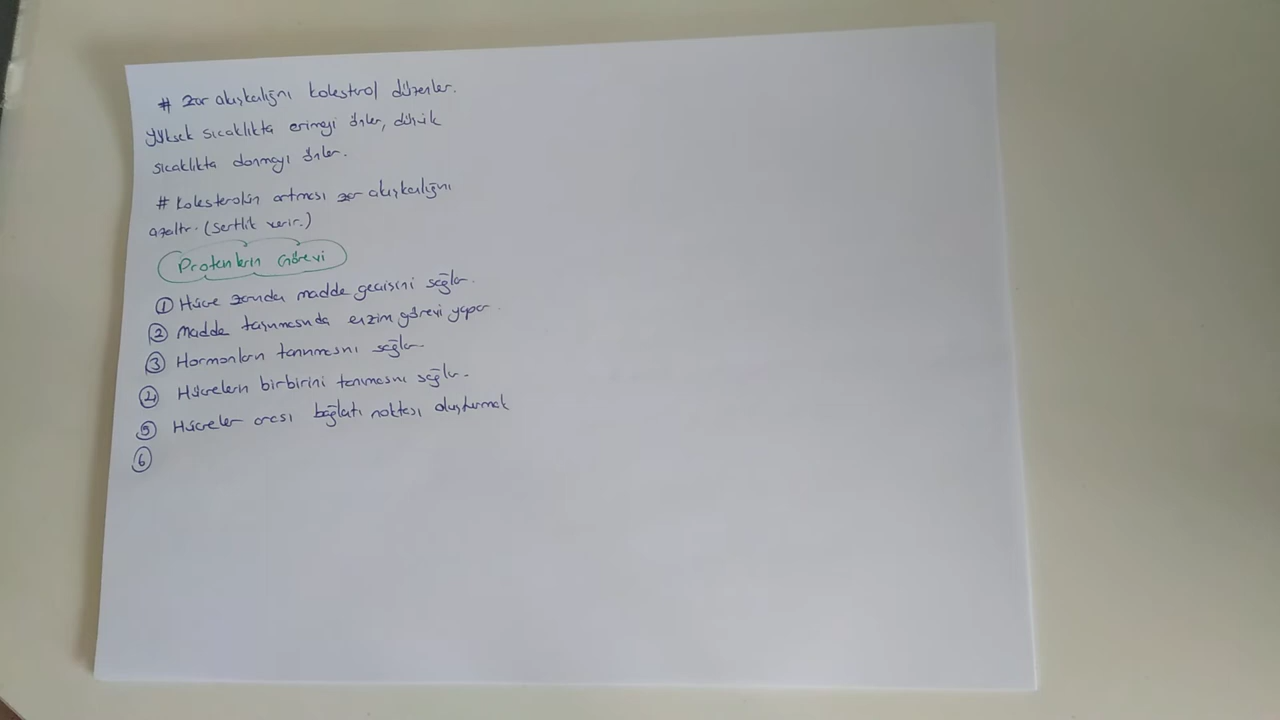 # zar akışkanlığını kolestrol düzenler.
Yüksek sıcaklıkta erimeyi önler, düşük
sıcaklıkta donmayı önler.
# Kolesterolün artması zar akışkanlığını
azaltır. (Sertlik verir.)
Proteinlerin Görevi
① Hücre zarında madde geçişini sağlar.
② Madde taşınmasında enzim görevi yapar.
③ Hormonların tanınmasını sağlar.
④ Hücrelerin birbirini tanımasını sağlar.
⑤ Hücreler arası bağlantı noktası oluşturmak
⑥